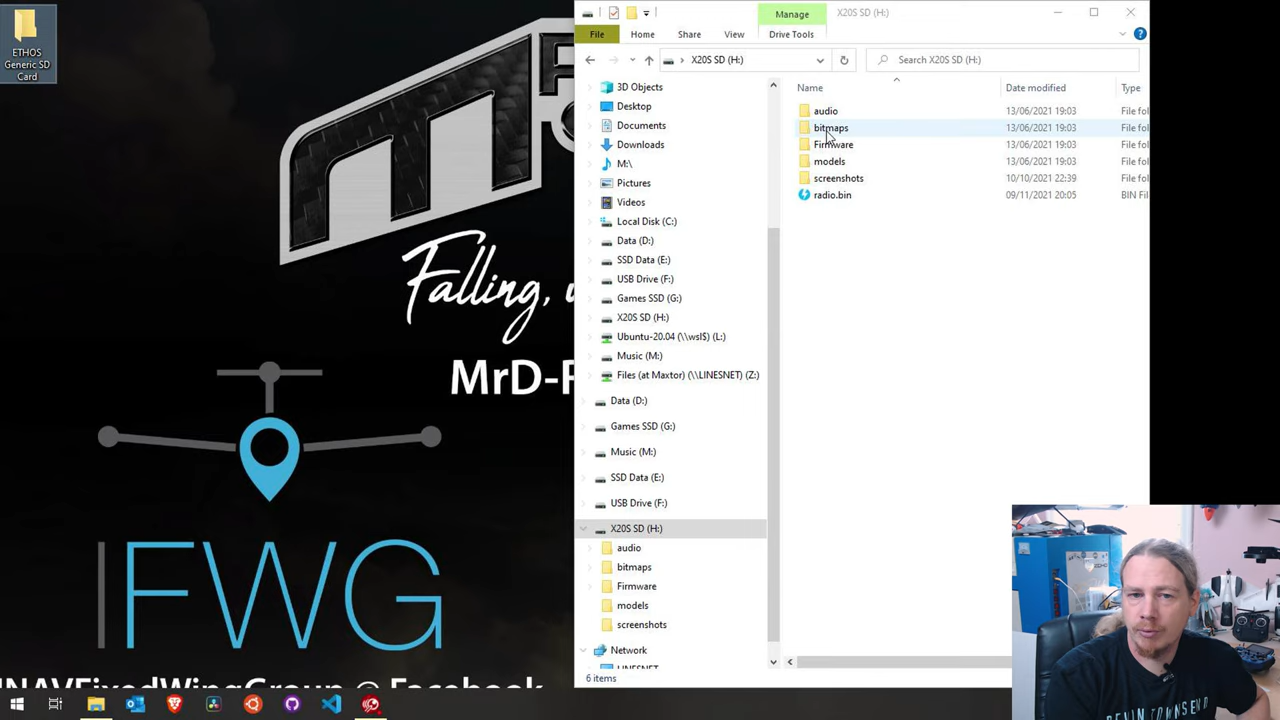 ETHOS
Generic SD
Card
Falling,
MrD-
FWG
INAVFixedWingGroup @ Facebook
Manage
X20S SD (H:)
File
Home
Share
View
Drive Tools
X20S SD (H:)
Search X20S SD (H:)
3D Objects
Desktop
Documents
Downloads
M:\
Pictures
Videos
Local Disk (C:)
Data (D:)
SSD Data (E:)
USB Drive (F:)
Games SSD (G:)
X20S SD (H:)
Ubuntu-20.04 (\\wsl$) (L:)
Music (M:)
Files (at Maxtor) (\\LINESNET) (Z:)
Data (D:)
Games SSD (G:)
Music (M:)
SSD Data (E:)
USB Drive (F:)
X20S SD (H:)
audio
bitmaps
Firmware
models
screenshots
Network
LINESNET
Name Date modified Type
audio 13/06/2021 19:03 File fol
bitmaps 13/06/2021 19:03 File fol
Firmware 13/06/2021 19:03 File fol
models 13/06/2021 19:03 File fol
screenshots 10/10/2021 22:39 File fol
radio.bin 09/11/2021 20:05 BIN Fil
6 items
DEVIN TOWNSEND